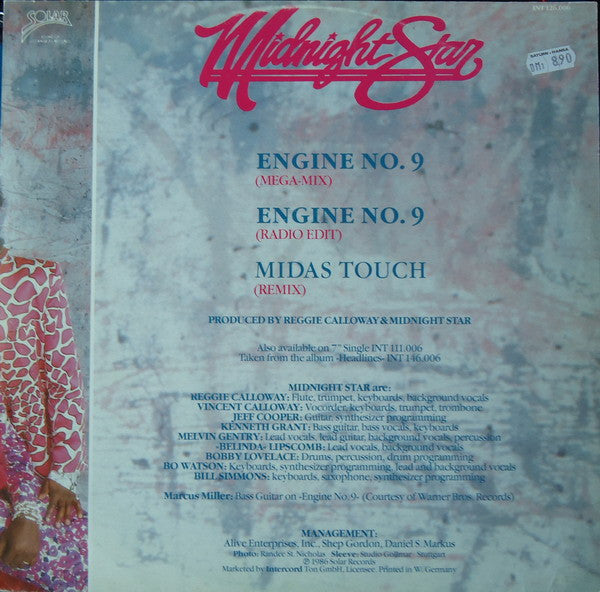 SOLAR
INT 125.006
Midnight Star
SATURN - HANSA
DM: 8,90
ENGINE NO. 9
(MEGA-MIX)
ENGINE NO. 9
(RADIO EDIT)
MIDAS TOUCH
(REMIX)
PRODUCED BY REGGIE CALLOWAY & MIDNIGHT STAR
Also available on 7" Single INT 111.006
Taken from the album -Headlines- INT 146.006
MIDNIGHT STAR are:
REGGIE CALLOWAY: Flute, trumpet, keyboards, background vocals
VINCENT CALLOWAY: Vocorder, keyboards, trumpet, trombone
JEFF COOPER: Guitar, synthesizer programming
KENNETH GRANT: Bass guitar, bass vocals, keyboards
MELVIN GENTRY: Lead vocals, lead guitar, background vocals, percussion
-BELINDA- LIPSCOMB: Lead vocals, background vocals
BOBBY LOVELACE: Drums, percussion, drum programming
BO WATSON: Keyboards, synthesizer programming, lead and background vocals
BILL SIMMONS: keyboards, saxophone, synthesizer programming
Marcus Miller: Bass Guitar on -Engine No. 9- (Courtesy of Warner Bros. Records)
MANAGEMENT:
Alive Enterprises, Inc., Shep Gordon, Daniel S. Markus
Photo: Randee St. Nicholas Sleeve: Studio Göllmar Stuttgart
℗ 1986 Solar Records
Marketed by Intercord Ton GmbH, Licensee. Printed in W. Germany